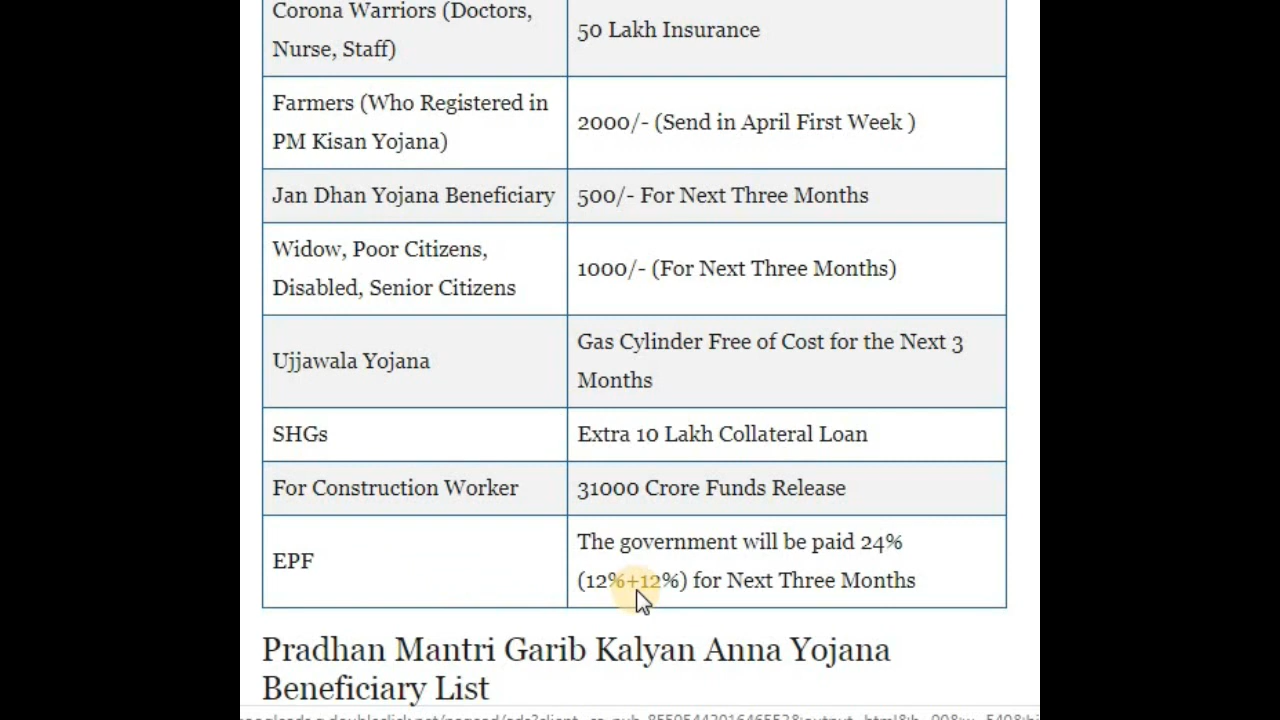 Corona Warriors (Doctors,
Nurse, Staff)
50 Lakh Insurance
Farmers (Who Registered in
PM Kisan Yojana)
2000/- (Send in April First Week )
Jan Dhan Yojana Beneficiary
500/- For Next Three Months
Widow, Poor Citizens,
Disabled, Senior Citizens
1000/- (For Next Three Months)
Ujjawala Yojana
Gas Cylinder Free of Cost for the Next 3
Months
SHGs
Extra 10 Lakh Collateral Loan
For Construction Worker
31000 Crore Funds Release
EPF
The government will be paid 24%
(12%+12%) for Next Three Months
Pradhan Mantri Garib Kalyan Anna Yojana
Beneficiary List